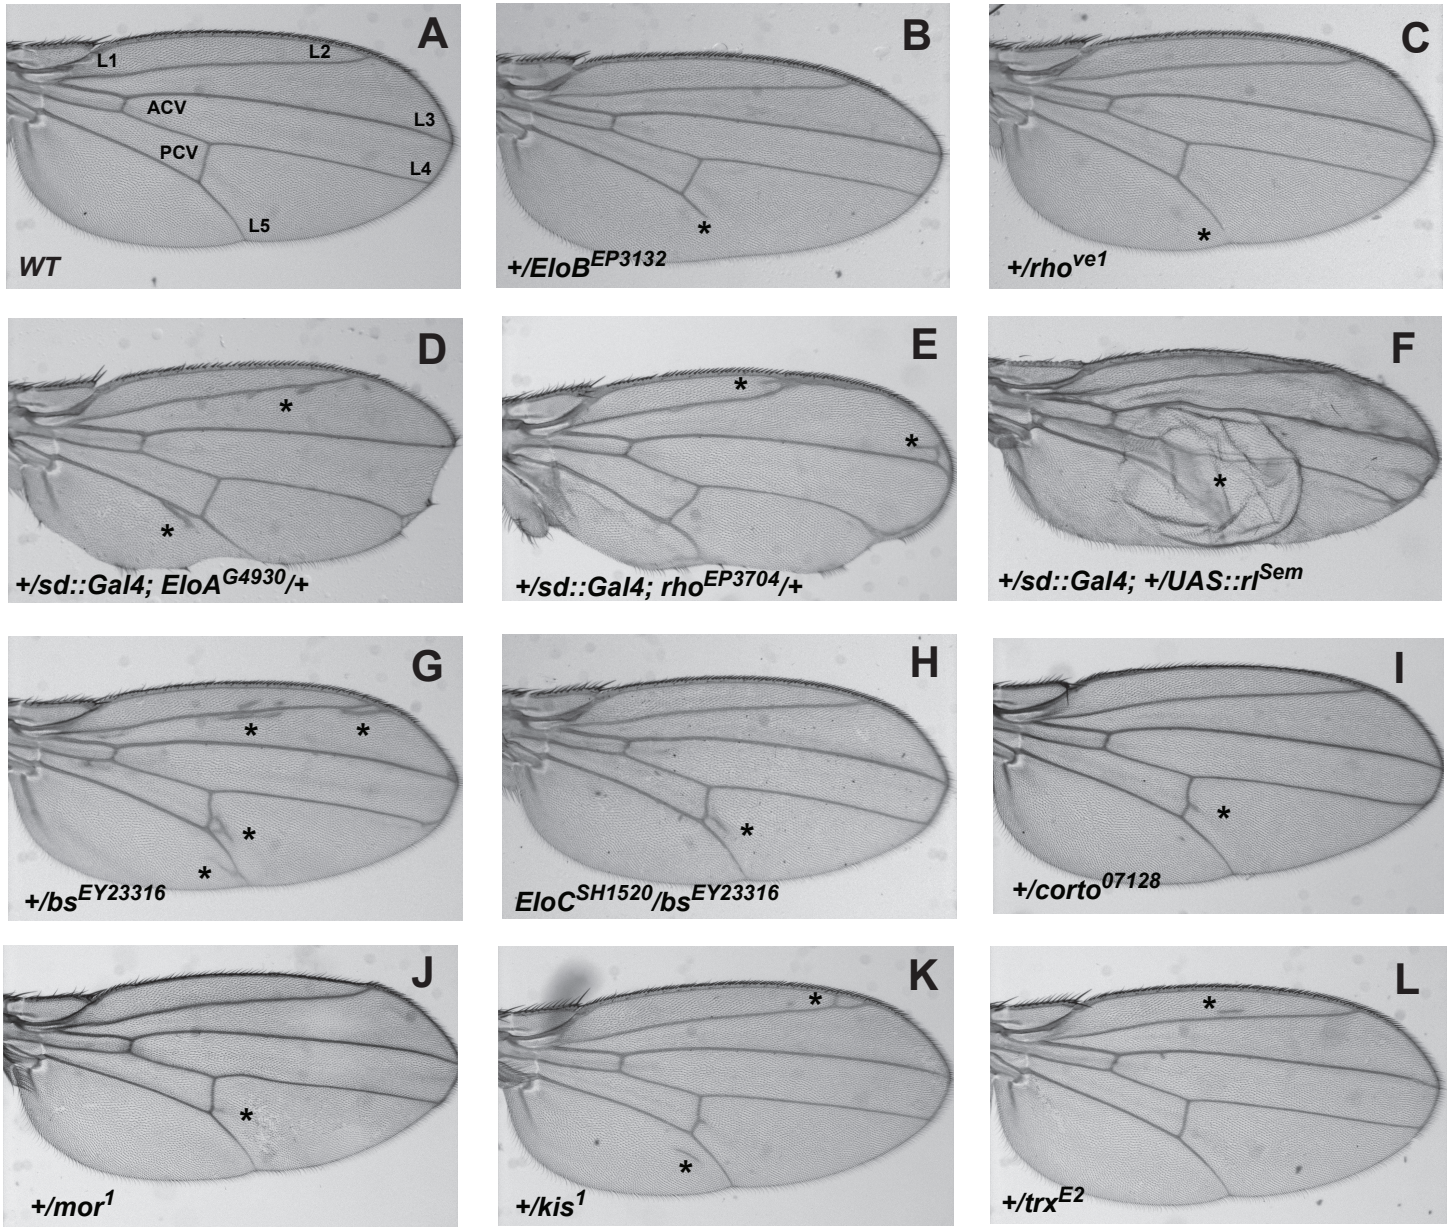 A
L1
L2
ACV
L3
PCV
L4
L5
WT
B
*
+/EloB^EP3132
C
*
+/rho^ve1
D
*
*
+/sd::Gal4; EloA^G4930/+
E
*
*
+/sd::Gal4; rho^EP3704/+
F
*
+/sd::Gal4; +/UAS::rl^Sem
G
* *
*
*
+/bs^EY23316
H
*
EloC^SH1520/bs^EY23316
I
*
+/corto^07128
J
*
+/mor^1
K
*
*
+/kis^1
L
*
+/trx^E2